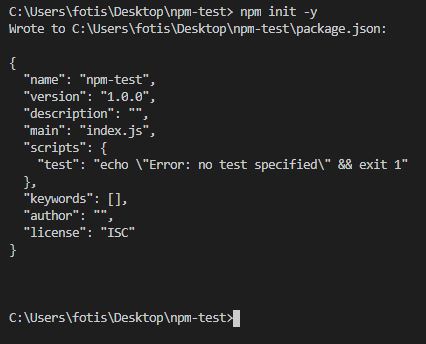 C:\Users\fotis\Desktop\npm-test> npm init -y
Wrote to C:\Users\fotis\Desktop\npm-test\package.json:

{
  "name": "npm-test",
  "version": "1.0.0",
  "description": "",
  "main": "index.js",
  "scripts": {
    "test": "echo \"Error: no test specified\" && exit 1"
  },
  "keywords": [],
  "author": "",
  "license": "ISC"
}

C:\Users\fotis\Desktop\npm-test>